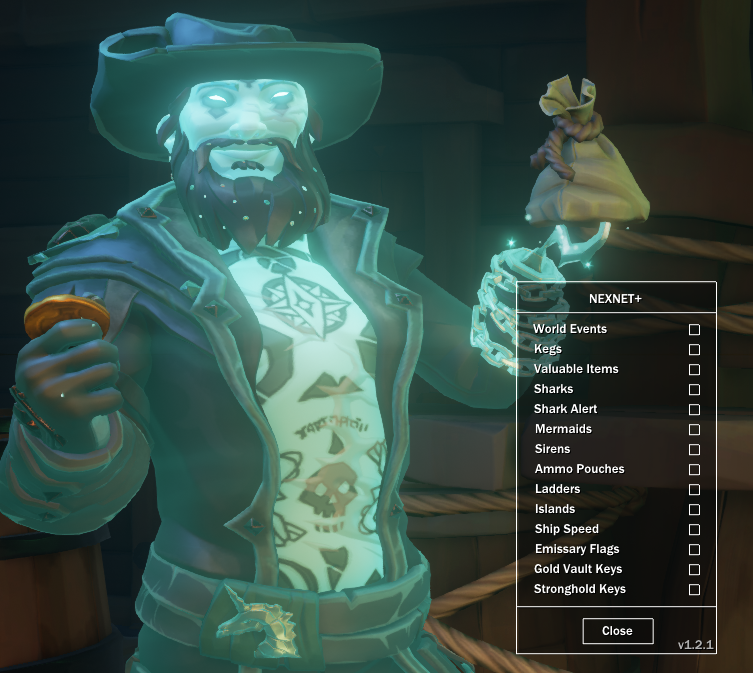 NEXNET+
World Events
Kegs
Valuable Items
Sharks
Shark Alert
Mermaids
Sirens
Ammo Pouches
Ladders
Islands
Ship Speed
Emissary Flags
Gold Vault Keys
Stronghold Keys
Close
v1.2.1